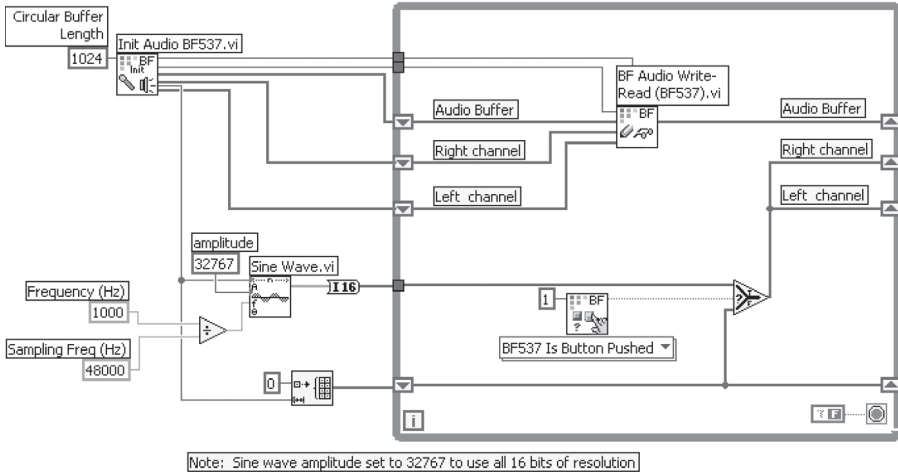 Circular Buffer
Length
1024
Init Audio BF537.vi
BF
Init
BF Audio Write-
Read (BF537).vi
BF
Audio Buffer
Audio Buffer
Right channel
Right channel
Left channel
Left channel
amplitude
32767
Sine Wave.vi
n
A
f
θ
I 16
Frequency (Hz)
1000
÷
Sampling Freq (Hz)
48000
0
1
BF
?
BF537 Is Button Pushed
?
T
F
i
T F
Note: Sine wave amplitude set to 32767 to use all 16 bits of resolution